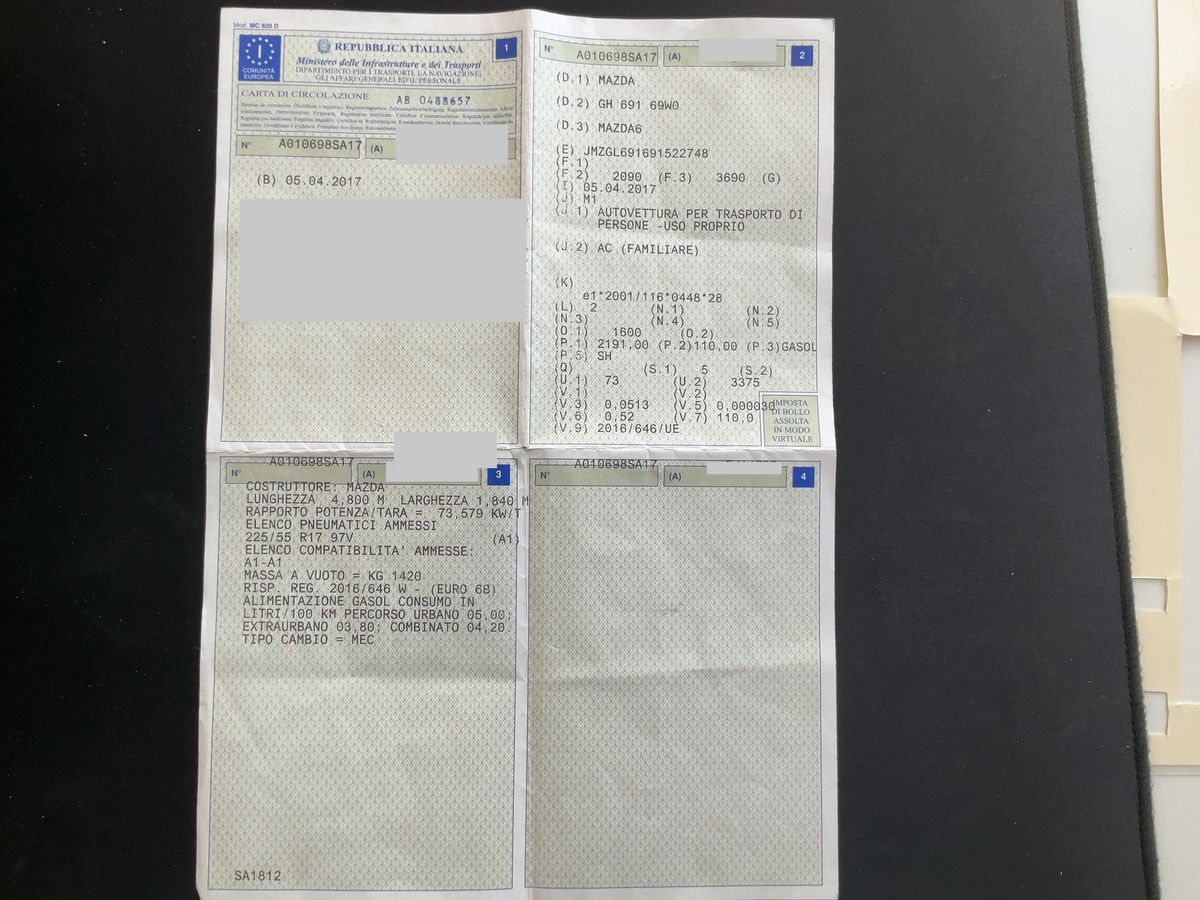 Mod. MC 820 D
REPUBBLICA ITALIANA
1
Ministero delle Infrastrutture e dei Trasporti
DIPARTIMENTO PER I TRASPORTI, LA NAVIGAZIONE,
GLI AFFARI GENERALI ED IL PERSONALE
I
COMUNITÀ
EUROPEA
CARTA DI CIRCOLAZIONE AB 0488657
N° A010698SA17 (A)
(B) 05.04.2017
N° A010698SA17 (A) 2
(D.1) MAZDA
(D.2) GH 691 69W0
(D.3) MAZDA6
(E) JMZGL691691522748
(F.1)
(F.2) 2090 (F.3) 3690 (G)
(I) 05.04.2017
(J) M1
(J.1) AUTOVETTURA PER TRASPORTO DI
PERSONE -USO PROPRIO
(J.2) AC (FAMILIARE)
(K)
e1*2001/116*0448*28
(L) 2 (N.1) (N.2)
(N.3) (N.4) (N.5)
(O.1) 1600 (O.2)
(P.1) 2191,00 (P.2)110,00 (P.3)GASOL
(P.5) SH
(Q) (S.1) 5 (S.2)
(U.1) 73 (U.2) 3375
(V.1) (V.2)
(V.3) 0,0513 (V.5) 0,000030
(V.6) 0,52 (V.7) 110,0
(V.9) 2016/646/UE
IMPOSTA
DI BOLLO
ASSOLTA
IN MODO
VIRTUALE
N° A010698SA17 (A) 3
COSTRUTTORE: MAZDA
LUNGHEZZA 4,800 M LARGHEZZA 1,840 M
RAPPORTO POTENZA/TARA = 73,579 KW/T
ELENCO PNEUMATICI AMMESSI
225/55 R17 97V (A1)
ELENCO COMPATIBILITA' AMMESSE:
A1-A1
MASSA A VUOTO = KG 1420
RISP. REG. 2016/646 W - (EURO 6B)
ALIMENTAZIONE GASOL CONSUMO IN
LITRI/100 KM PERCORSO URBANO 05,00;
EXTRAURBANO 03,80; COMBINATO 04,20.
TIPO CAMBIO = MEC
SA1812
N° A010698SA17 (A) 4